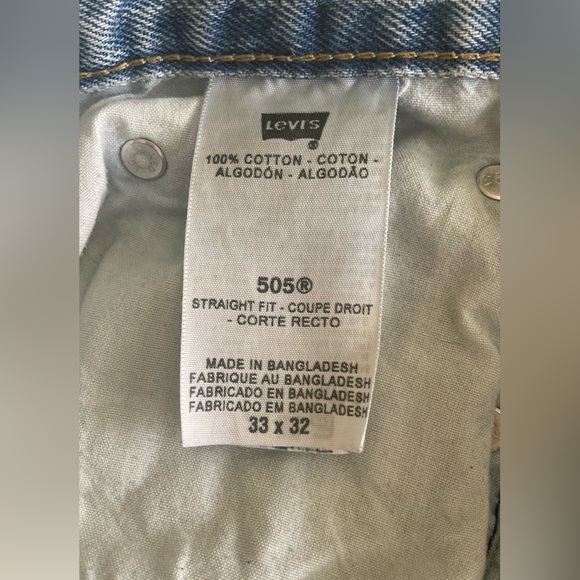 Levi's
®
100% COTTON - COTON -
ALGODÓN - ALGODÃO
505®
STRAIGHT FIT - COUPE DROIT
- CORTE RECTO
MADE IN BANGLADESH
FABRIQUE AU BANGLADESH
FABRICADO EN BANGLADESH
FABRICADO EM BANGLADESH
33 x 32